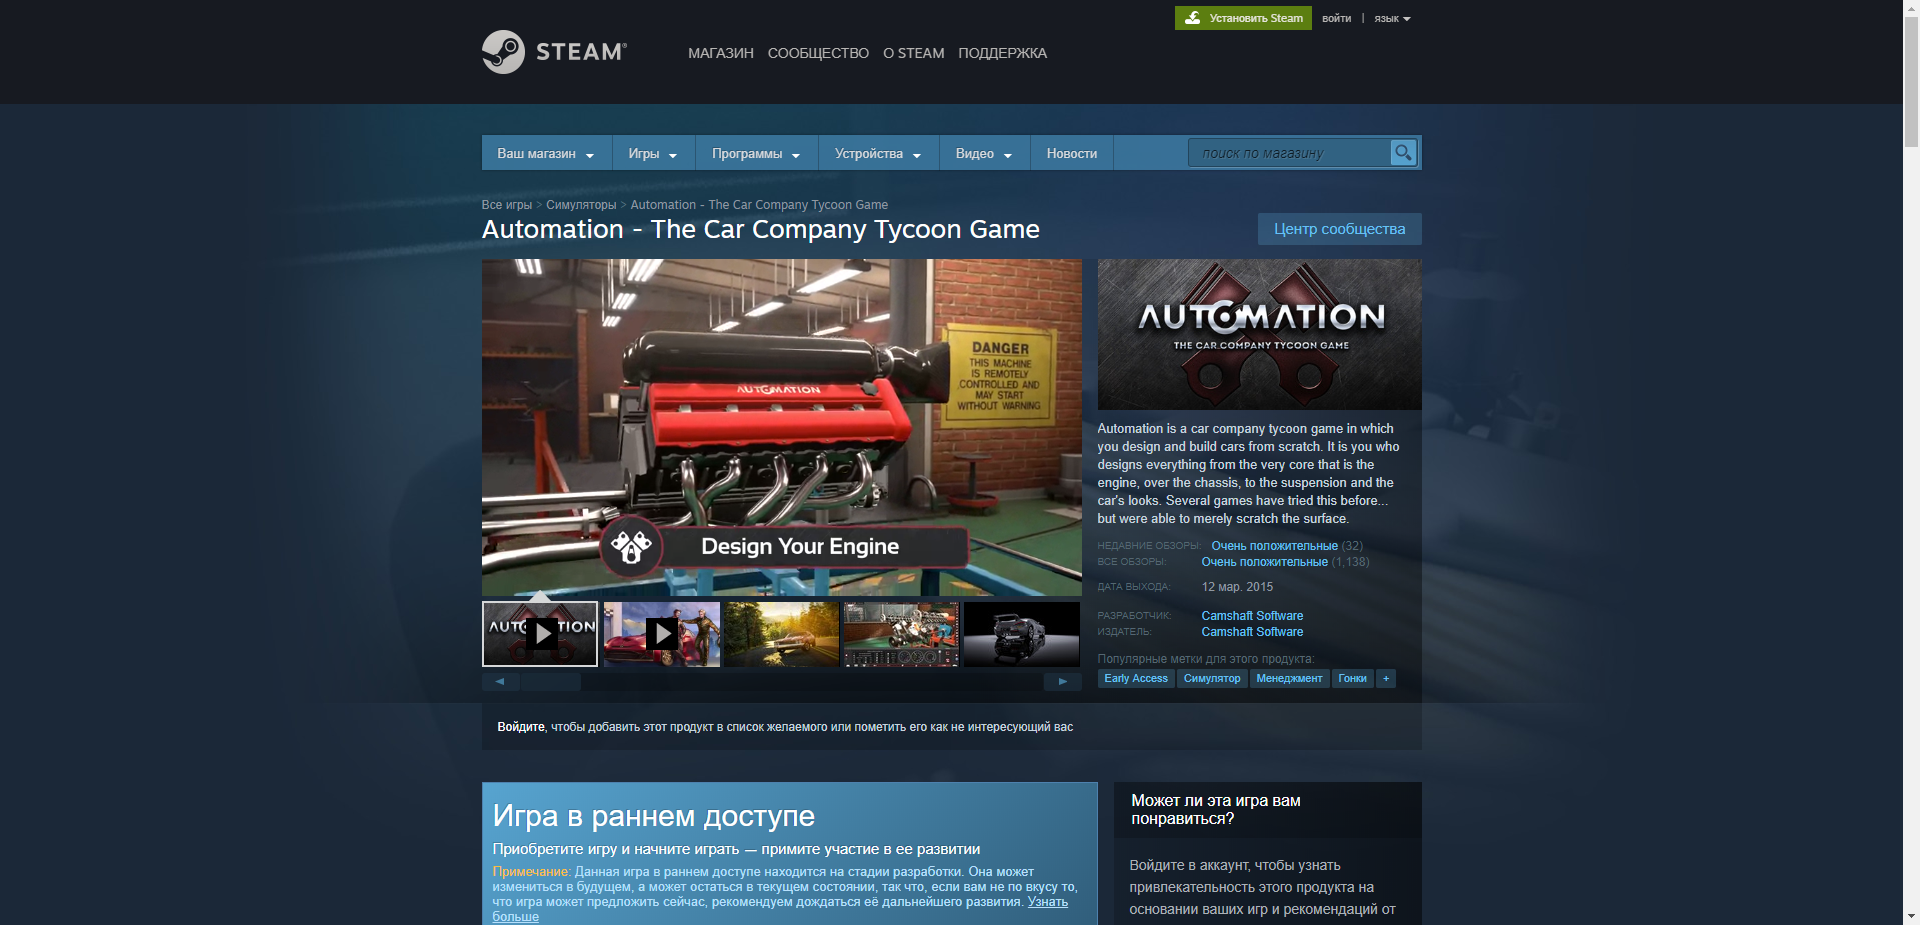 Установить Steam
войти | язык
STEAM®
МАГАЗИН СООБЩЕСТВО О STEAM ПОДДЕРЖКА
Ваш магазин Игры Программы Устройства Видео Новости поиск по магазину
Все игры > Симуляторы > Automation - The Car Company Tycoon Game
Automation - The Car Company Tycoon Game
Центр сообщества
DANGER
THIS MACHINE
IS REMOTELY
CONTROLLED AND
MAY START
WITHOUT WARNING
AUTOMATION
Design Your Engine
AUTOMATION
THE CAR COMPANY TYCOON GAME
Automation is a car company tycoon game in which
you design and build cars from scratch. It is you who
designs everything from the very core that is the
engine, over the chassis, to the suspension and the
car's looks. Several games have tried this before...
but were able to merely scratch the surface.
НЕДАВНИЕ ОБЗОРЫ: Очень положительные (32)
ВСЕ ОБЗОРЫ: Очень положительные (1,138)
ДАТА ВЫХОДА: 12 мар. 2015
РАЗРАБОТЧИК: Camshaft Software
ИЗДАТЕЛЬ: Camshaft Software
Популярные метки для этого продукта:
Early Access Симулятор Менеджмент Гонки +
Войдите, чтобы добавить этот продукт в список желаемого или пометить его как не интересующий вас
Игра в раннем доступе
Приобретите игру и начните играть — примите участие в ее развитии
Примечание: Данная игра в раннем доступе находится на стадии разработки. Она может
измениться в будущем, а может остаться в текущем состоянии, так что, если вам не по вкусу то,
что игра может предложить сейчас, рекомендуем дождаться её дальнейшего развития. Узнать
больше
Может ли эта игра вам
понравиться?
Войдите в аккаунт, чтобы узнать
привлекательность этого продукта на
основании ваших игр и рекомендаций от